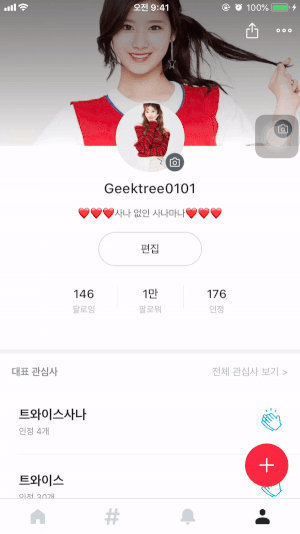 오전 9:41
100%
Geektree0101
❤❤❤사나 없인 사나마나❤❤❤
편집
146 1만 176
팔로잉 팔로워 인정
대표 관심사 전체 관심사 보기 >
트와이스사나
인정 4개
트와이스
인정 30개